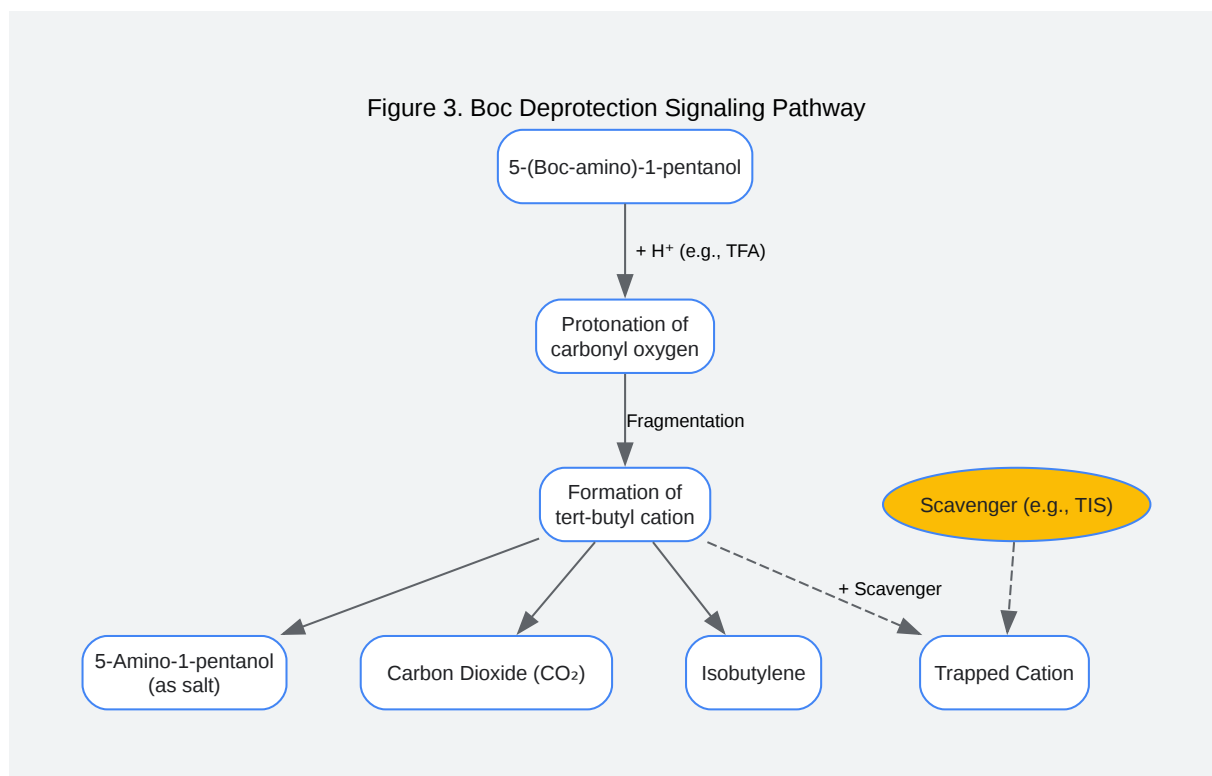 Figure 3. Boc Deprotection Signaling Pathway
5-(Boc-amino)-1-pentanol
+ H⁺ (e.g., TFA)
Protonation of
carbonyl oxygen
Fragmentation
Formation of
tert-butyl cation
Scavenger (e.g., TIS)
+ Scavenger
5-Amino-1-pentanol
(as salt)
Carbon Dioxide (CO₂)
Isobutylene
Trapped Cation